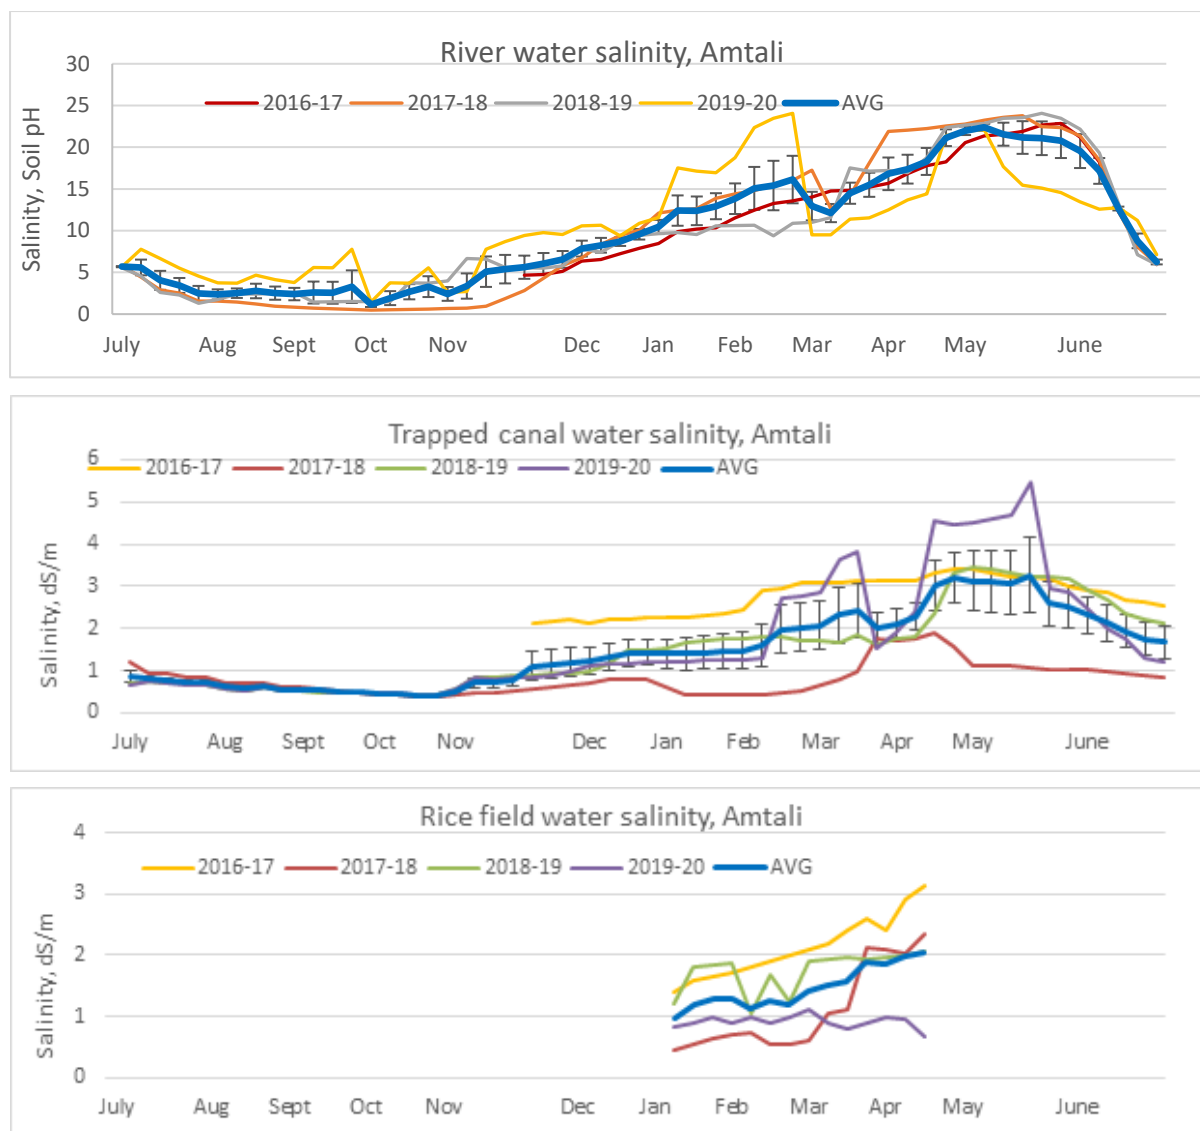 River water salinity, Amtali
Salinity, Soil pH
30
25
20
15
10
5
0
2016-17 2017-18 2018-19 2019-20 AVG
July Aug Sept Oct Nov Dec Jan Feb Mar Apr May June
Trapped canal water salinity, Amtali
Salinity, dS/m
6
5
4
3
2
1
0
2016-17 2017-18 2018-19 2019-20 AVG
July Aug Sept Oct Nov Dec Jan Feb Mar Apr May June
Rice field water salinity, Amtali
Salinity, dS/m
4
3
2
1
0
2016-17 2017-18 2018-19 2019-20 AVG
July Aug Sept Oct Nov Dec Jan Feb Mar Apr May June